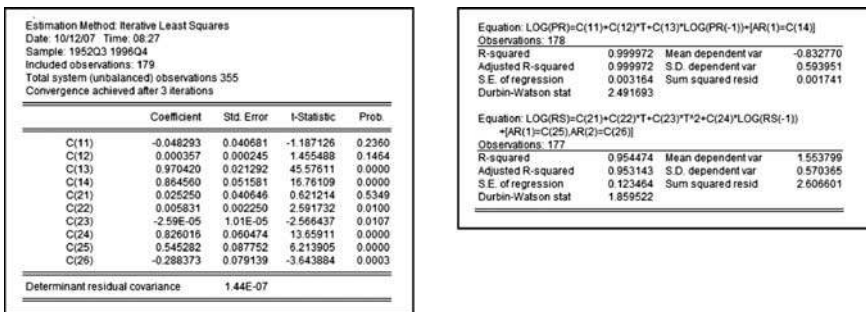 Estimation Method: Iterative Least Squares
Date: 10/12/07 Time: 08:27
Sample: 1952Q3 1996Q4
Included observations: 179
Total system (unbalanced) observations 355
Convergence achieved after 3 iterations
Coefficient Std. Error t-Statistic Prob.
C(11) -0.048293 0.040681 -1.187126 0.2360
C(12) 0.000357 0.000245 1.455488 0.1464
C(13) 0.970420 0.021292 45.57611 0.0000
C(14) 0.864560 0.051581 16.76109 0.0000
C(21) 0.025250 0.040646 0.621214 0.5349
C(22) 0.005831 0.002250 2.591732 0.0100
C(23) -2.59E-05 1.01E-05 -2.566437 0.0107
C(24) 0.826016 0.060474 13.65911 0.0000
C(25) 0.545282 0.087752 6.213905 0.0000
C(26) -0.288373 0.079139 -3.643884 0.0003
Determinant residual covariance 1.44E-07
Equation: LOG(PR)=C(11)+C(12)*T+C(13)*LOG(PR(-1))+[AR(1)=C(14)]
Observations: 178
R-squared 0.999972 Mean dependent var -0.832770
Adjusted R-squared 0.999972 S.D. dependent var 0.593951
S.E. of regression 0.003164 Sum squared resid 0.001741
Durbin-Watson stat 2.491693
Equation: LOG(RS)=C(21)+C(22)*T+C(23)*T^2+C(24)*LOG(RS(-1))
+[AR(1)=C(25),AR(2)=C(26)]
Observations: 177
R-squared 0.954474 Mean dependent var 1.553799
Adjusted R-squared 0.953143 S.D. dependent var 0.570365
S.E. of regression 0.123464 Sum squared resid 2.606601
Durbin-Watson stat 1.859522